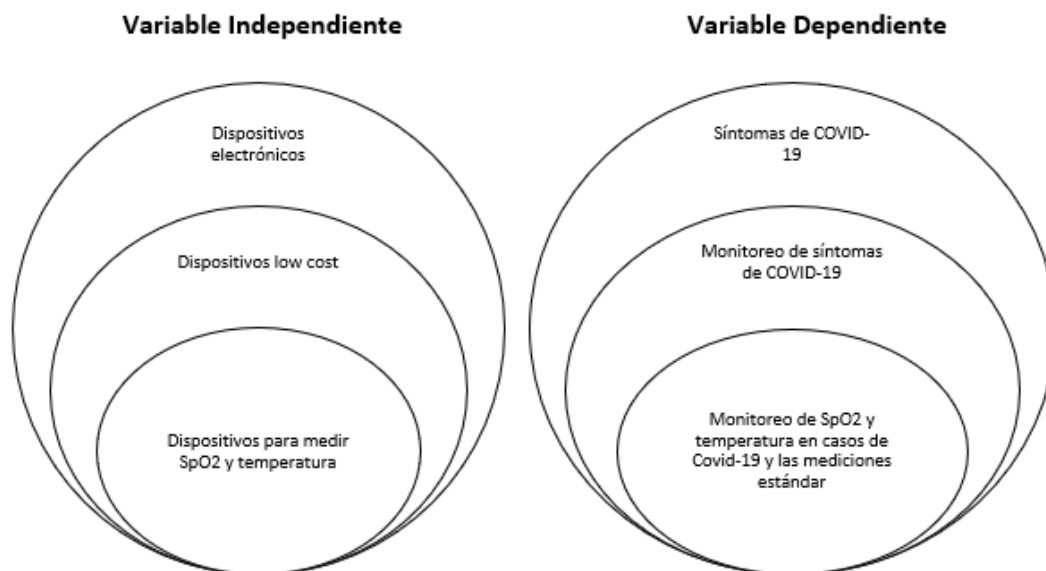 Variable Independiente
Dispositivos
electrónicos
Dispositivos low cost
Dispositivos para medir
SpO2 y temperatura
Variable Dependiente
Síntomas de COVID-
19
Monitoreo de síntomas
de COVID-19
Monitoreo de SpO2 y
temperatura en casos de
Covid-19 y las mediciones
estándar